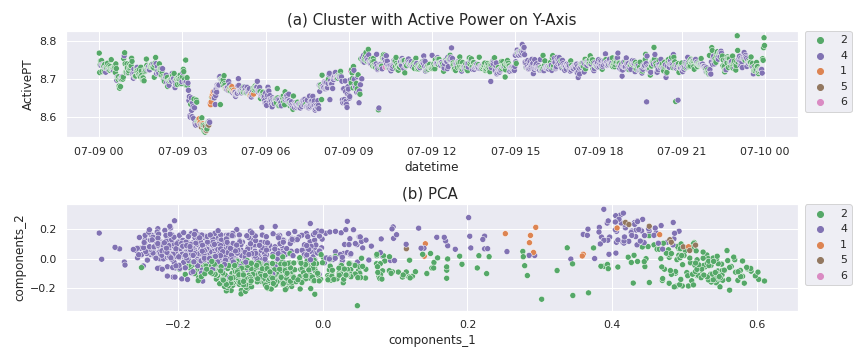 (a) Cluster with Active Power on Y-Axis
8.8
8.7
8.6
ActivePT
07-09 00 07-09 03 07-09 06 07-09 09 07-09 12 07-09 15 07-09 18 07-09 21 07-10 00
datetime
2
4
1
5
6
(b) PCA
0.2
0.0
−0.2
components_2
−0.2 0.0 0.2 0.4 0.6
components_1
2
4
1
5
6